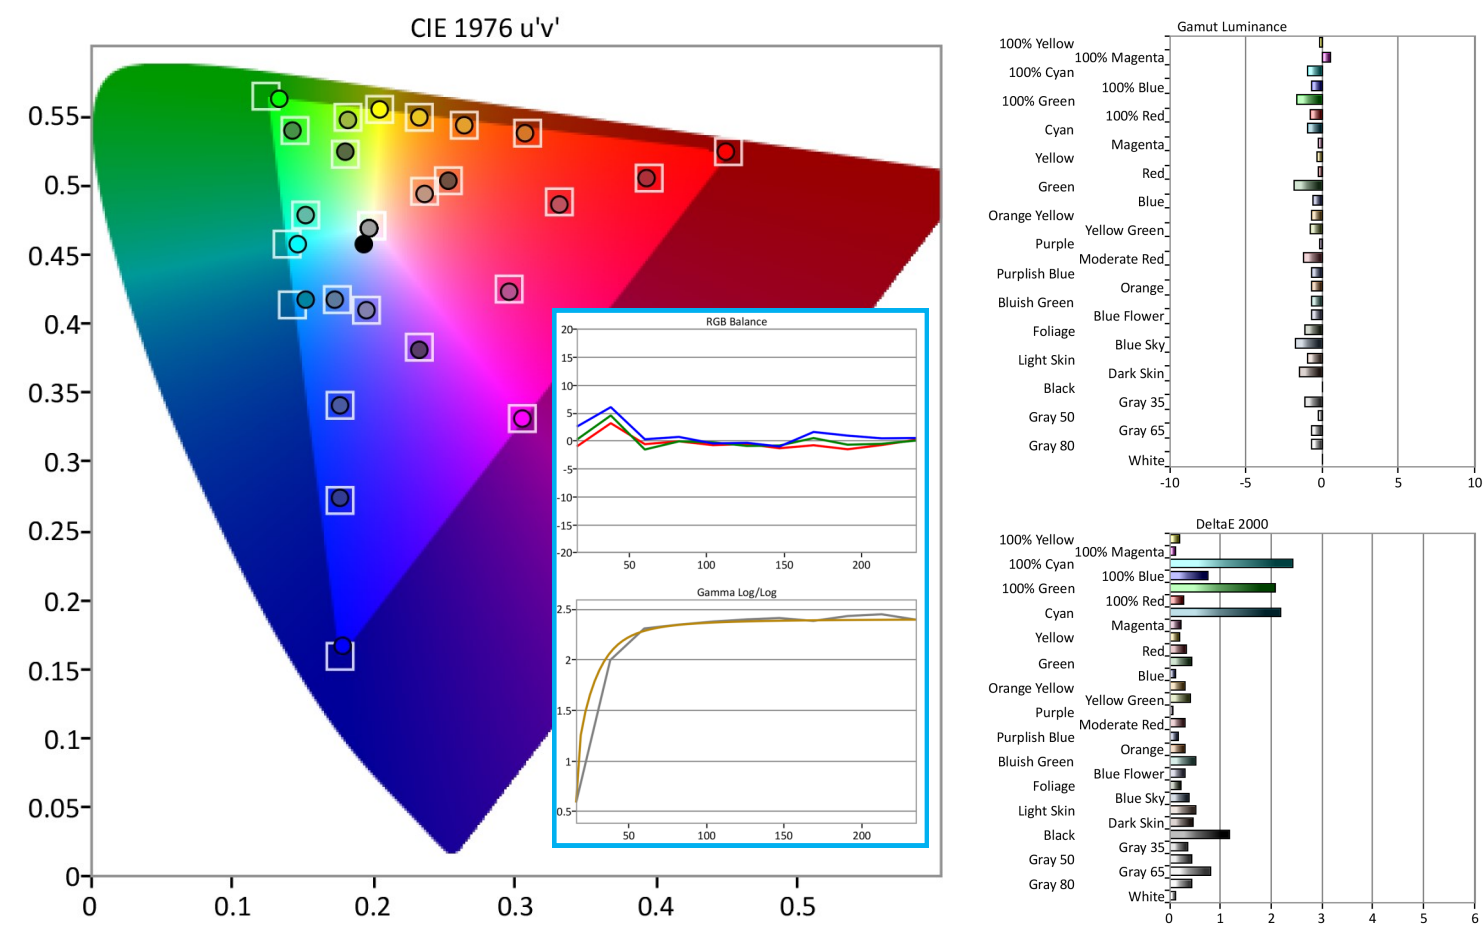 CIE 1976 u'v'
0.55
0.5
0.45
0.4
0.35
0.3
0.25
0.2
0.15
0.1
0.05
0
0 0.1 0.2 0.3 0.4 0.5
RGB Balance
20
15
10
5
0
-5
-10
-15
-20
50 100 150 200
Gamma Log/Log
2.5
2
1.5
1
0.5
50 100 150 200
Gamut Luminance
100% Yellow
100% Magenta
100% Cyan
100% Blue
100% Green
100% Red
Cyan
Magenta
Yellow
Red
Green
Blue
Orange Yellow
Yellow Green
Purple
Moderate Red
Purplish Blue
Orange
Bluish Green
Blue Flower
Foliage
Blue Sky
Light Skin
Dark Skin
Black
Gray 35
Gray 50
Gray 65
Gray 80
White
-10 -5 0 5 10
DeltaE 2000
100% Yellow
100% Magenta
100% Cyan
100% Blue
100% Green
100% Red
Cyan
Magenta
Yellow
Red
Green
Blue
Orange Yellow
Yellow Green
Purple
Moderate Red
Purplish Blue
Orange
Bluish Green
Blue Flower
Foliage
Blue Sky
Light Skin
Dark Skin
Black
Gray 35
Gray 50
Gray 65
Gray 80
White
0 1 2 3 4 5 6